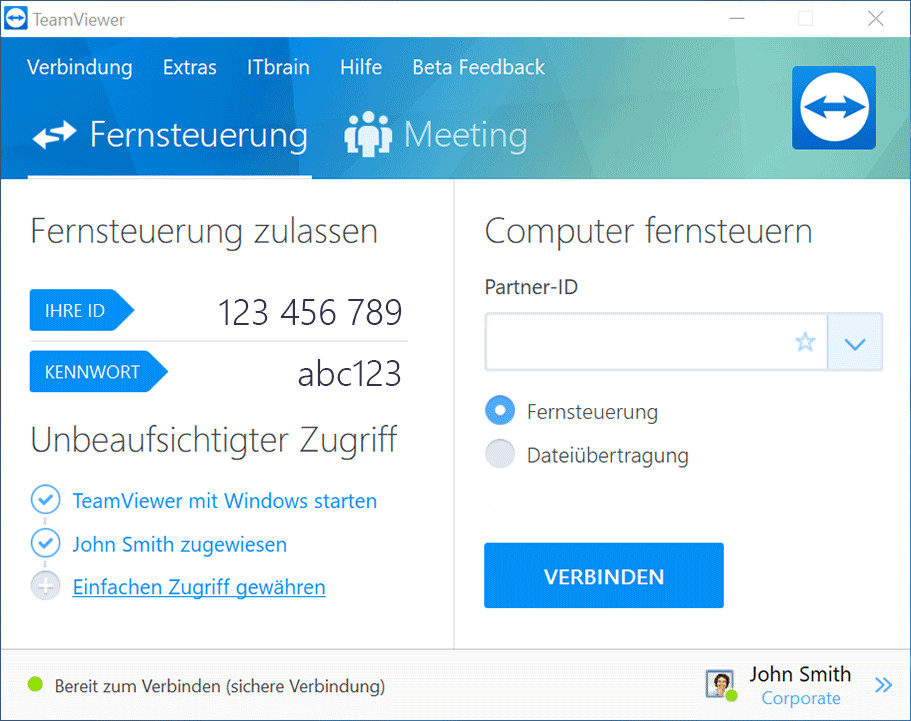 TeamViewer
Verbindung Extras ITbrain Hilfe Beta Feedback
Fernsteuerung Meeting
Fernsteuerung zulassen
IHRE ID 123 456 789
KENNWORT abc123
Unbeaufsichtigter Zugriff
TeamViewer mit Windows starten
John Smith zugewiesen
Einfachen Zugriff gewähren
Computer fernsteuern
Partner-ID
Fernsteuerung
Dateiübertragung
VERBINDEN
Bereit zum Verbinden (sichere Verbindung)
John Smith
Corporate